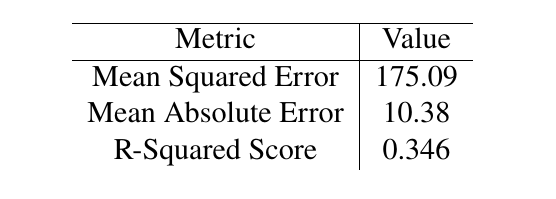 Metric Value
Mean Squared Error 175.09
Mean Absolute Error 10.38
R-Squared Score 0.346